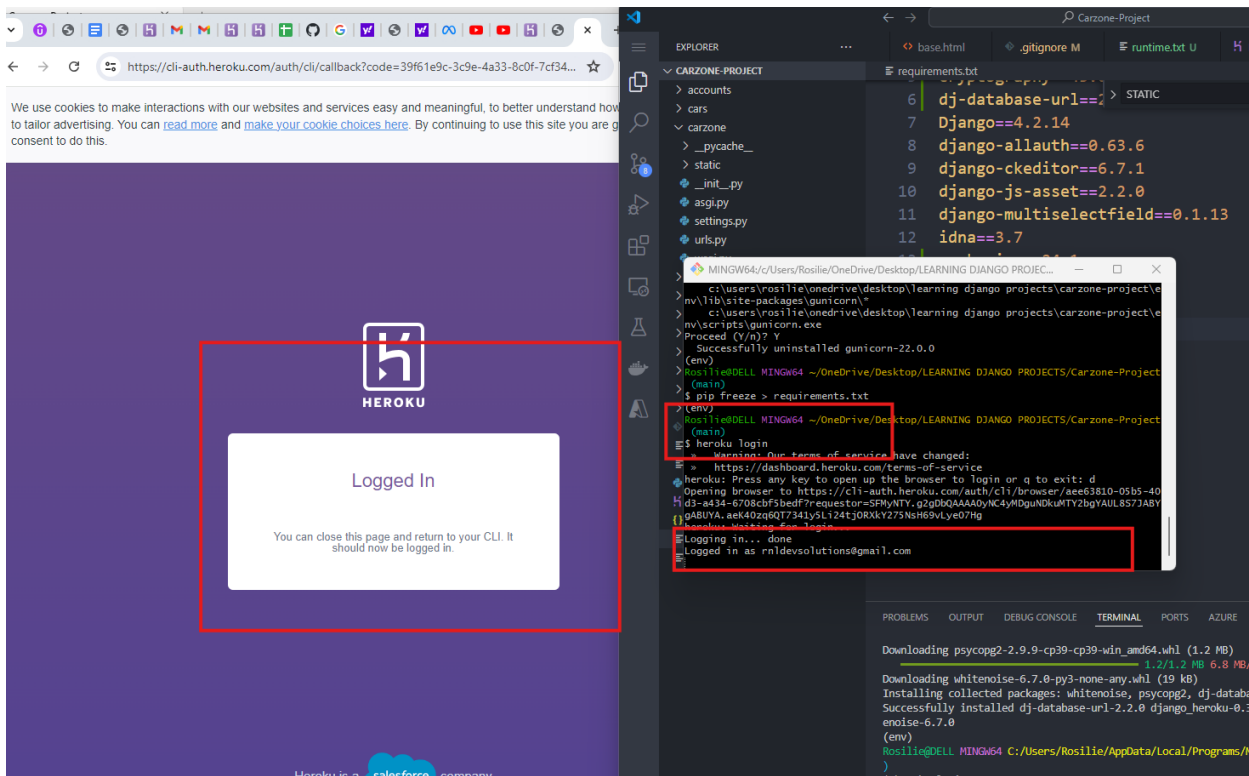 https://cli-auth.heroku.com/auth/cli/callback?code=39f61e9c-3c9e-4a33-8c0f-7cf34...
We use cookies to make interactions with our websites and services easy and meaningful, to better understand how
to tailor advertising. You can read more and make your cookie choices here. By continuing to use this site you are g
consent to do this.
HEROKU
Logged In
You can close this page and return to your CLI. It
should now be logged in.
Heroku is a salesforce company
Carzone-Project
EXPLORER
CARZONE-PROJECT
accounts
cars
carzone
__pycache__
static
__init__.py
asgi.py
settings.py
urls.py
8
base.html
.gitignore M
runtime.txt U
requirements.txt
STATIC
6 dj-database-url==2
7 Django==4.2.14
8 django-allauth==0.63.6
9 django-ckeditor==6.7.1
10 django-js-asset==2.2.0
11 django-multiselectfield==0.1.13
12 idna==3.7
MINGW64:/c/Users/Rosilie/OneDrive/Desktop/LEARNING DJANGO PROJEC...
c:\users\rosilie\onedrive\desktop\learning django projects\carzone-project\e
nv\lib\site-packages\gunicorn\*
c:\users\rosilie\onedrive\desktop\learning django projects\carzone-project\e
nv\scripts\gunicorn.exe
Proceed (Y/n)? Y
Successfully uninstalled gunicorn-22.0.0
(env)
Rosilie@DELL MINGW64 ~/OneDrive/Desktop/LEARNING DJANGO PROJECTS/Carzone-Project
(main)
$ pip freeze > requirements.txt
(env)
Rosilie@DELL MINGW64 ~/OneDrive/Desktop/LEARNING DJANGO PROJECTS/Carzone-Project
(main)
$ heroku login
» Warning: Our terms of service have changed:
» https://dashboard.heroku.com/terms-of-service
heroku: Press any key to open up the browser to login or q to exit: d
Opening browser to https://cli-auth.heroku.com/auth/cli/browser/aee63810-05b5-40
d3-a434-6708cbf5bedf?requestor=
heroku: Waiting for login...
Logging in... done
Logged in as rnldevsolutions@gmail.com
PROBLEMS OUTPUT DEBUG CONSOLE TERMINAL PORTS AZURE
Downloading psycopg2-2.9.9-cp39-cp39-win_amd64.whl (1.2 MB)
1.2/1.2 MB 6.8 MB/
Downloading whitenoise-6.7.0-py3-none-any.whl (19 kB)
Installing collected packages: whitenoise, psycopg2, dj-databa
Successfully installed dj-database-url-2.2.0 django_heroku-0.3
enoise-6.7.0
(env)
Rosilie@DELL MINGW64 C:/Users/Rosilie/AppData/Local/Programs/M
)